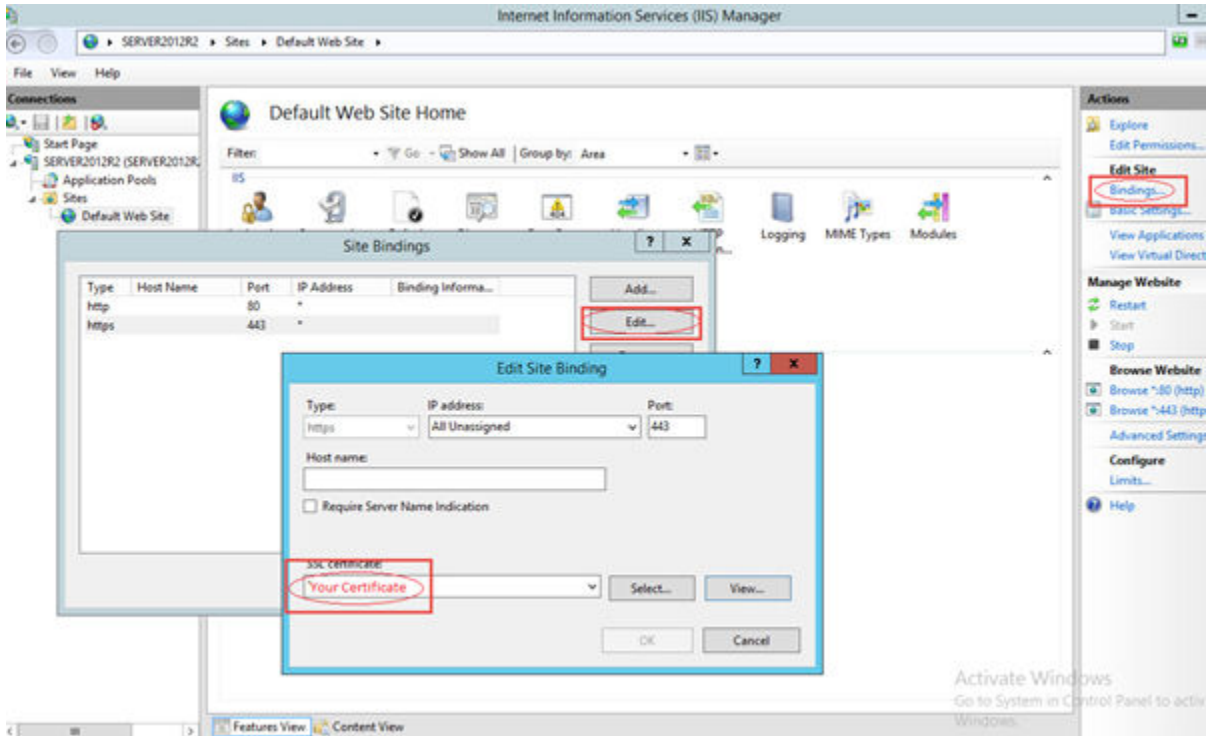 Internet Information Services (IIS) Manager
SERVER2012R2 Sites Default Web Site
File View Help
Connections
Start Page
SERVER2012R2 (SERVER2012R
Application Pools
Sites
Default Web Site
Default Web Site Home
Filter: Go Show All Group by: Area
IIS
Logging MIME Types Modules
Actions
Explore
Edit Permissions...
Edit Site
Bindings...
Basic Settings...
View Applications
View Virtual Direct
Manage Website
Restart
Start
Stop
Browse Website
Browse *:80 (http)
Browse *:443 (http
Advanced Settings
Configure
Limits...
Help
Site Bindings
? x
Type Host Name Port IP Address Binding Informa...
http 80 *
https 443 *
Add...
Edit...
Edit Site Binding
? x
Type: IP address: Port:
https All Unassigned 443
Host name:
Require Server Name Indication
SSL certificate:
Your Certificate
Select... View...
OK Cancel
Activate Windows
Go to System in Control Panel to activ
Windows.
Features View Content View